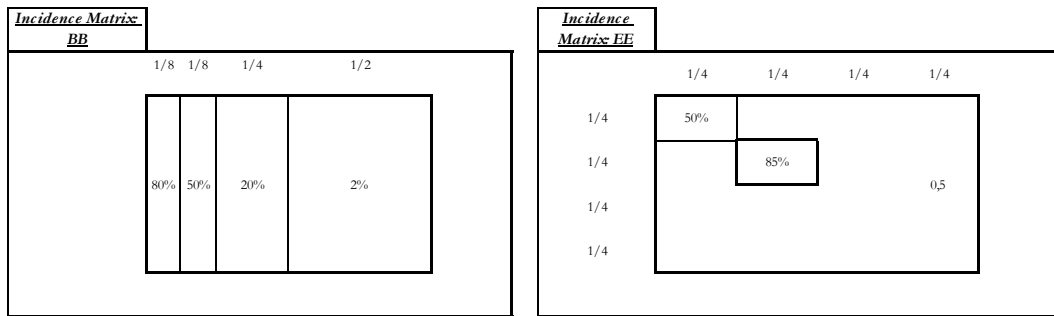 Incidence Matrix:
BB
1/8 1/8 1/4 1/2
80% 50% 20% 2%
Incidence
Matrix: EE
1/4 1/4 1/4 1/4
1/4 50%
1/4 85%
0,5
1/4
1/4